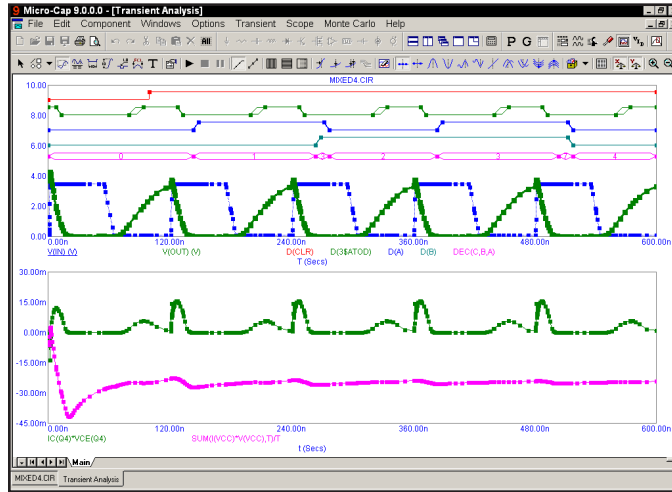 9 Micro-Cap 9.0.0.0 - [Transient Analysis]
File Edit Component Windows Options Transient Scope Monte Carlo Help
All P G
T
MIXED4.CIR
10.00
8.00
6.00
0 1 2 3 4
4.00
2.00
0.00
0.00n 120.00n 240.00n 360.00n 480.00n 600.00n
V(IN) (V) V(OUT) (V) D(CLR) D(3$ATOD) D(A) D(B) DEC(C,B,A)
T (Secs)
30.00m
15.00m
0.00m
-15.00m
-30.00m
-45.00m
0.00n 120.00n 240.00n 360.00n 480.00n 600.00n
IC(Q4)*VCE(Q4) SUM(I(VCC)*V(VCC),T)/T
t (Secs)
Main
MIXED4.CIR Transient Analysis